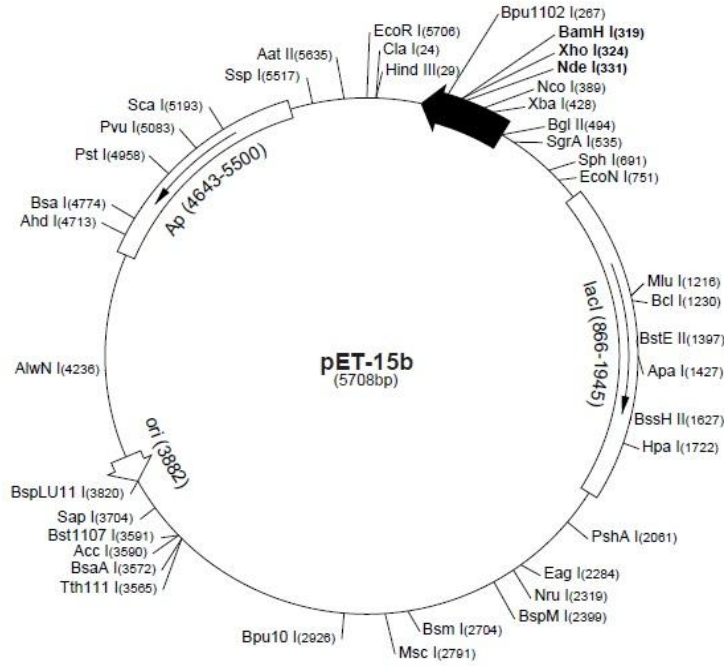 EcoR I(5706)
Cla I(24)
Hind III(29)
Bpu1102 I(267)
BamH I(319)
Xho I(324)
Nde I(331)
Nco I(389)
Xba I(428)
Bgl II(494)
SgrA I(535)
Sph I(691)
EcoN I(751)
lacI (866-1945)
Mlu I(1216)
Bcl I(1230)
BstE II(1397)
Apa I(1427)
BssH II(1627)
Hpa I(1722)
PshA I(2061)
Eag I(2284)
Nru I(2319)
BspM I(2399)
Bsm I(2704)
Msc I(2791)
Bpu10 I(2926)
Tth111 I(3565)
BsaA I(3572)
Acc I(3590)
Bst1107 I(3591)
Sap I(3704)
BspLU11 I(3820)
ori (3882)
AlwN I(4236)
Ap (4643-5500)
Ahd I(4713)
Bsa I(4774)
Pst I(4958)
Pvu I(5083)
Sca I(5193)
Ssp I(5517)
Aat II(5635)
pET-15b
(5708bp)